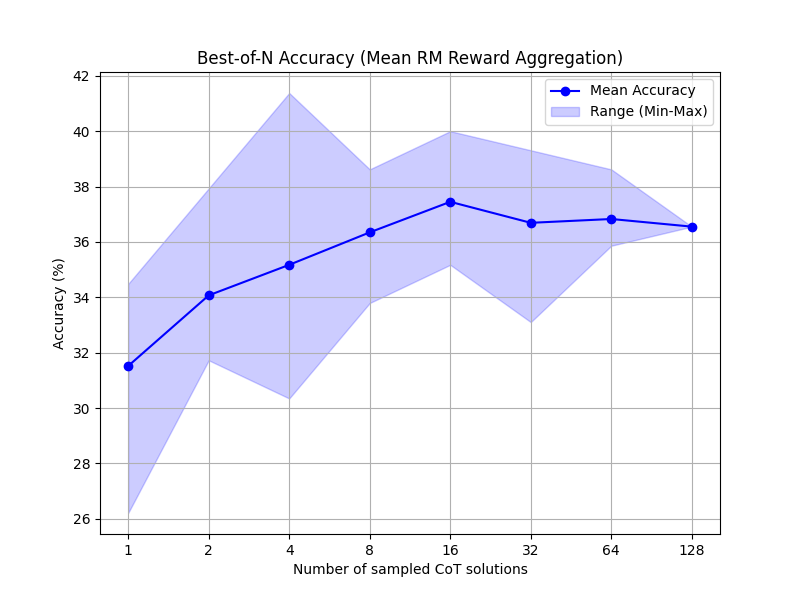 Best-of-N Accuracy (Mean RM Reward Aggregation)
Mean Accuracy
Range (Min-Max)
Accuracy (%)
42
40
38
36
34
32
30
28
26
1 2 4 8 16 32 64 128
Number of sampled CoT solutions